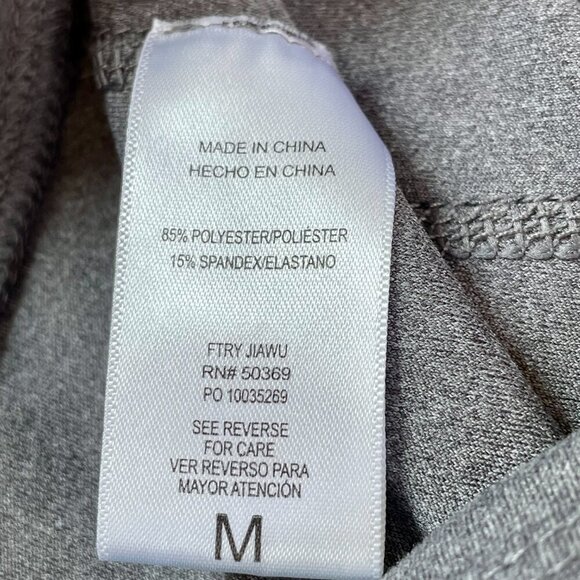 MADE IN CHINA
HECHO EN CHINA
85% POLYESTER/POLIÉSTER
15% SPANDEX/ELASTANO
FTRY JIAWU
RN# 50369
PO 10035269
SEE REVERSE
FOR CARE
VER REVERSO PARA
MAYOR ATENCIÓN
M